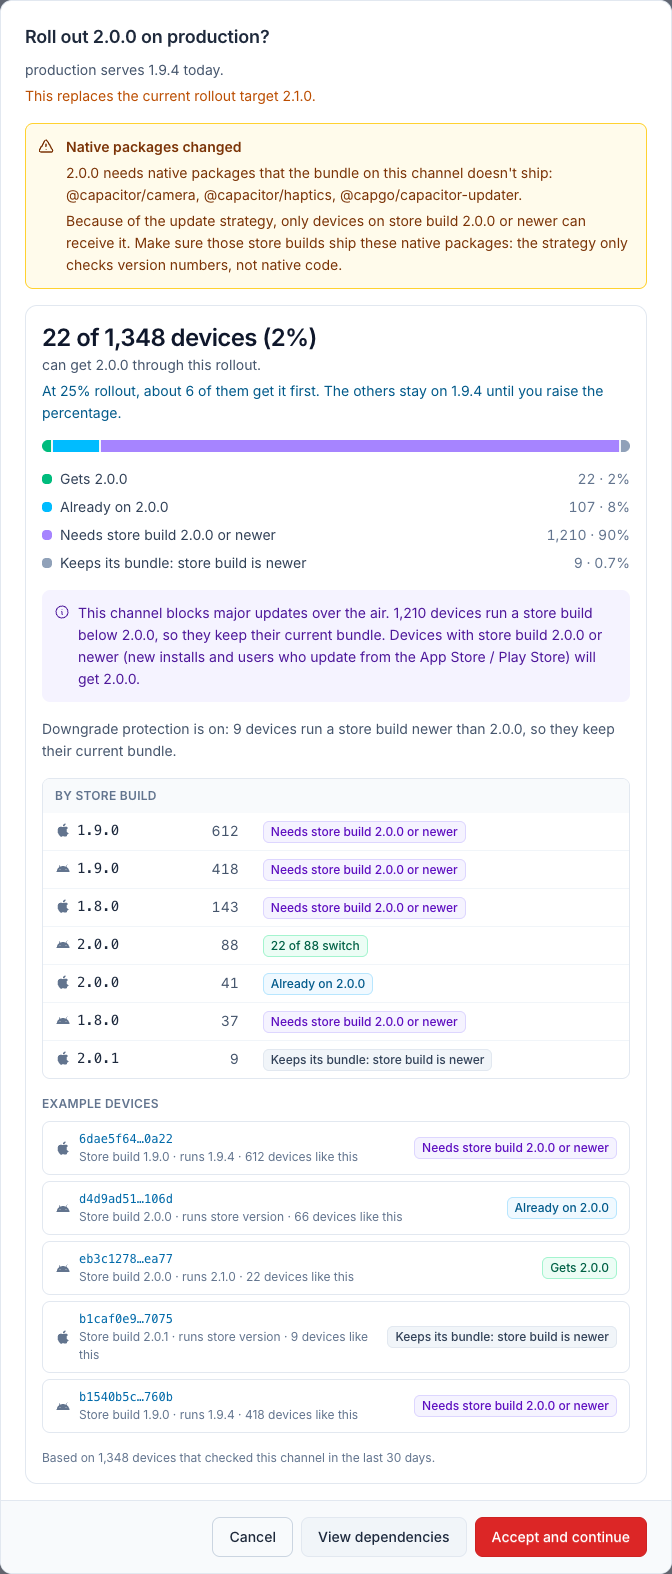 Roll out 2.0.0 on production?
production serves 1.9.4 today.
This replaces the current rollout target 2.1.0.
Native packages changed
2.0.0 needs native packages that the bundle on this channel doesn't ship:
@capacitor/camera, @capacitor/haptics, @capgo/capacitor-updater.
Because of the update strategy, only devices on store build 2.0.0 or newer can
receive it. Make sure those store builds ship these native packages: the strategy only
checks version numbers, not native code.
22 of 1,348 devices (2%)
can get 2.0.0 through this rollout.
At 25% rollout, about 6 of them get it first. The others stay on 1.9.4 until you raise the
percentage.
Gets 2.0.0 22 · 2%
Already on 2.0.0 107 · 8%
Needs store build 2.0.0 or newer 1,210 · 90%
Keeps its bundle: store build is newer 9 · 0.7%
This channel blocks major updates over the air. 1,210 devices run a store build
below 2.0.0, so they keep their current bundle. Devices with store build 2.0.0 or
newer (new installs and users who update from the App Store / Play Store) will
get 2.0.0.
Downgrade protection is on: 9 devices run a store build newer than 2.0.0, so they keep
their current bundle.
BY STORE BUILD
1.9.0 612 Needs store build 2.0.0 or newer
1.9.0 418 Needs store build 2.0.0 or newer
1.8.0 143 Needs store build 2.0.0 or newer
2.0.0 88 22 of 88 switch
2.0.0 41 Already on 2.0.0
1.8.0 37 Needs store build 2.0.0 or newer
2.0.1 9 Keeps its bundle: store build is newer
EXAMPLE DEVICES
6dae5f64…0a22
Store build 1.9.0 · runs 1.9.4 · 612 devices like this
Needs store build 2.0.0 or newer
d4d9ad51…106d
Store build 2.0.0 · runs store version · 66 devices like this
Already on 2.0.0
eb3c1278…ea77
Store build 2.0.0 · runs 2.1.0 · 22 devices like this
Gets 2.0.0
b1caf0e9…7075
Store build 2.0.1 · runs store version · 9 devices like
this
Keeps its bundle: store build is newer
b1540b5c…760b
Store build 1.9.0 · runs 1.9.4 · 418 devices like this
Needs store build 2.0.0 or newer
Based on 1,348 devices that checked this channel in the last 30 days.
Cancel
View dependencies
Accept and continue